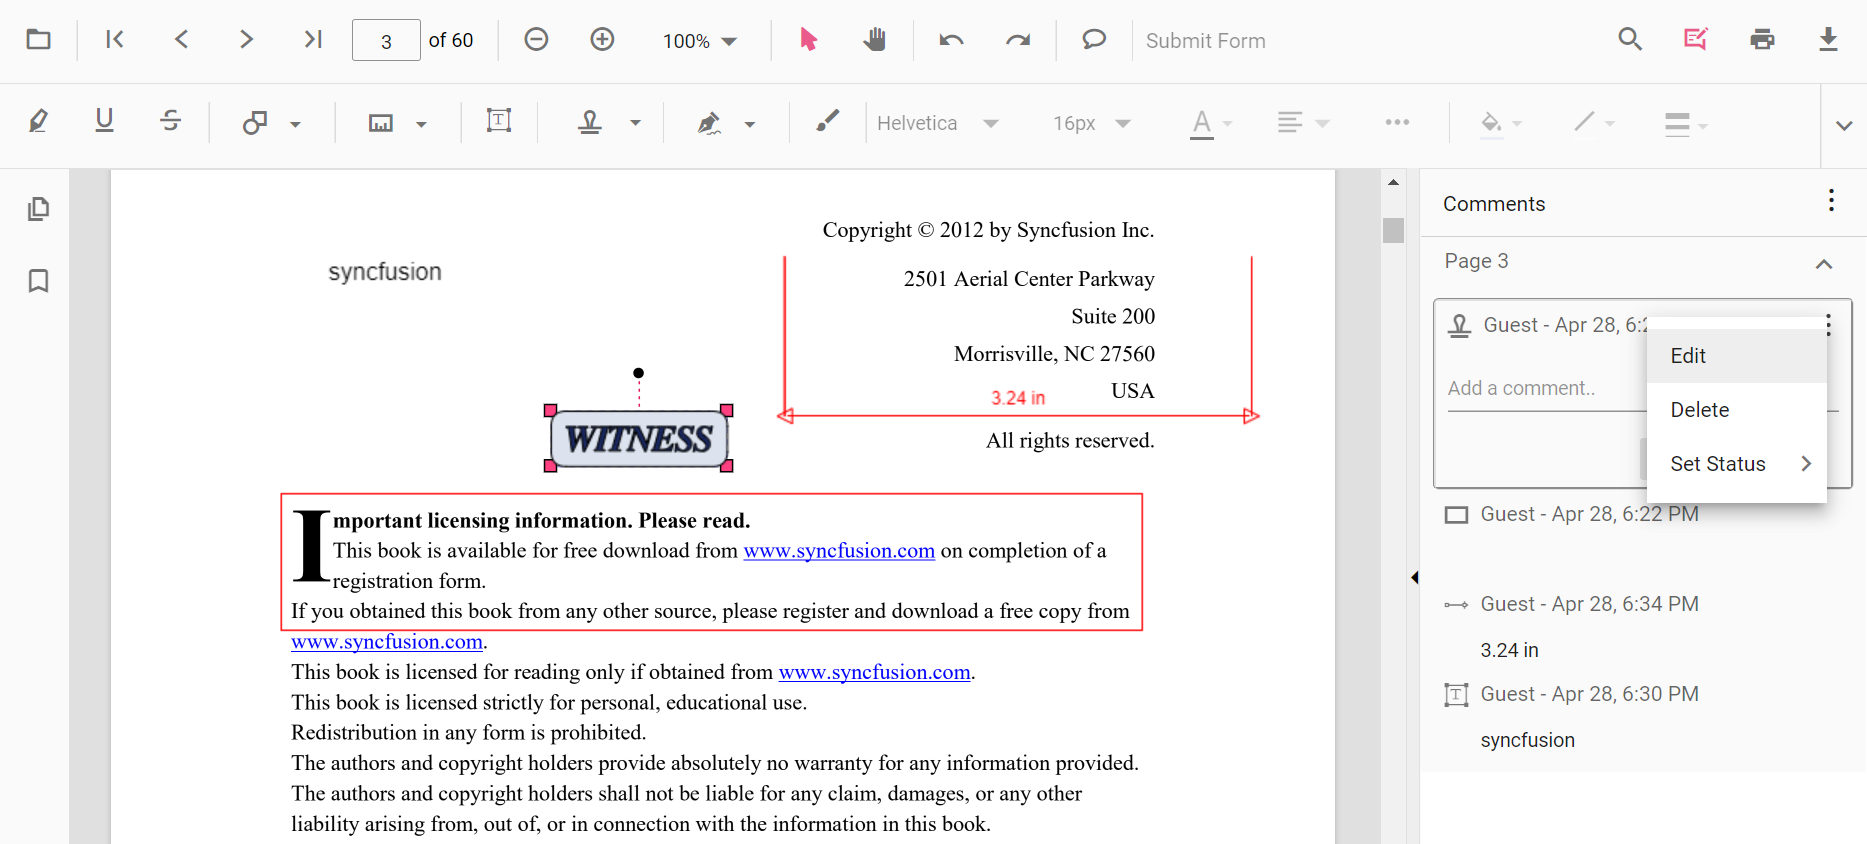 3 of 60 100% Submit Form
Helvetica 16px
Copyright © 2012 by Syncfusion Inc.
syncfusion
2501 Aerial Center Parkway
Suite 200
Morrisville, NC 27560
USA
3.24 in
All rights reserved.
WITNESS
Important licensing information. Please read.
This book is available for free download from www.syncfusion.com on completion of a
registration form.
If you obtained this book from any other source, please register and download a free copy from
www.syncfusion.com.
This book is licensed for reading only if obtained from www.syncfusion.com.
This book is licensed strictly for personal, educational use.
Redistribution in any form is prohibited.
The authors and copyright holders provide absolutely no warranty for any information provided.
The authors and copyright holders shall not be liable for any claim, damages, or any other
liability arising from, out of, or in connection with the information in this book.
Comments
Page 3
Guest - Apr 28, 6:2
Add a comment..
Edit
Delete
Set Status
Guest - Apr 28, 6:22 PM
Guest - Apr 28, 6:34 PM
3.24 in
Guest - Apr 28, 6:30 PM
syncfusion